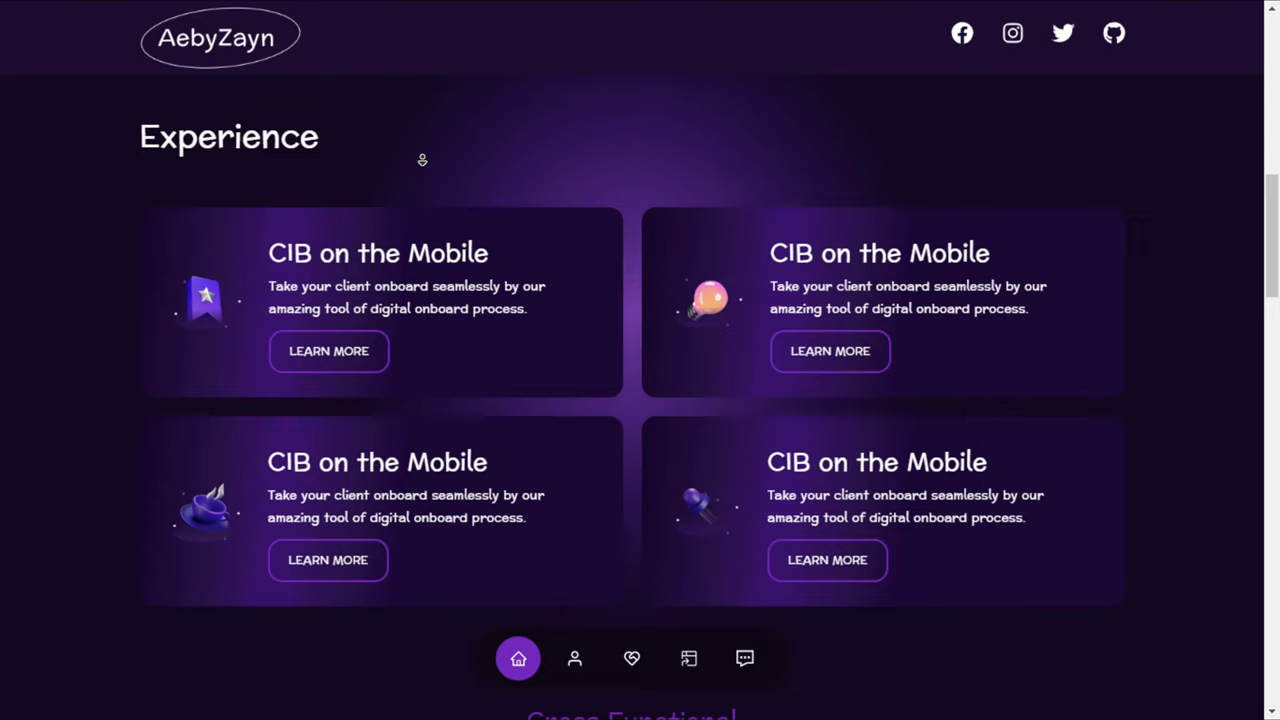 AebyZayn
Experience
CIB on the Mobile
Take your client onboard seamlessly by our
amazing tool of digital onboard process.
LEARN MORE
CIB on the Mobile
Take your client onboard seamlessly by our
amazing tool of digital onboard process.
LEARN MORE
CIB on the Mobile
Take your client onboard seamlessly by our
amazing tool of digital onboard process.
LEARN MORE
CIB on the Mobile
Take your client onboard seamlessly by our
amazing tool of digital onboard process.
LEARN MORE
Cross Functional